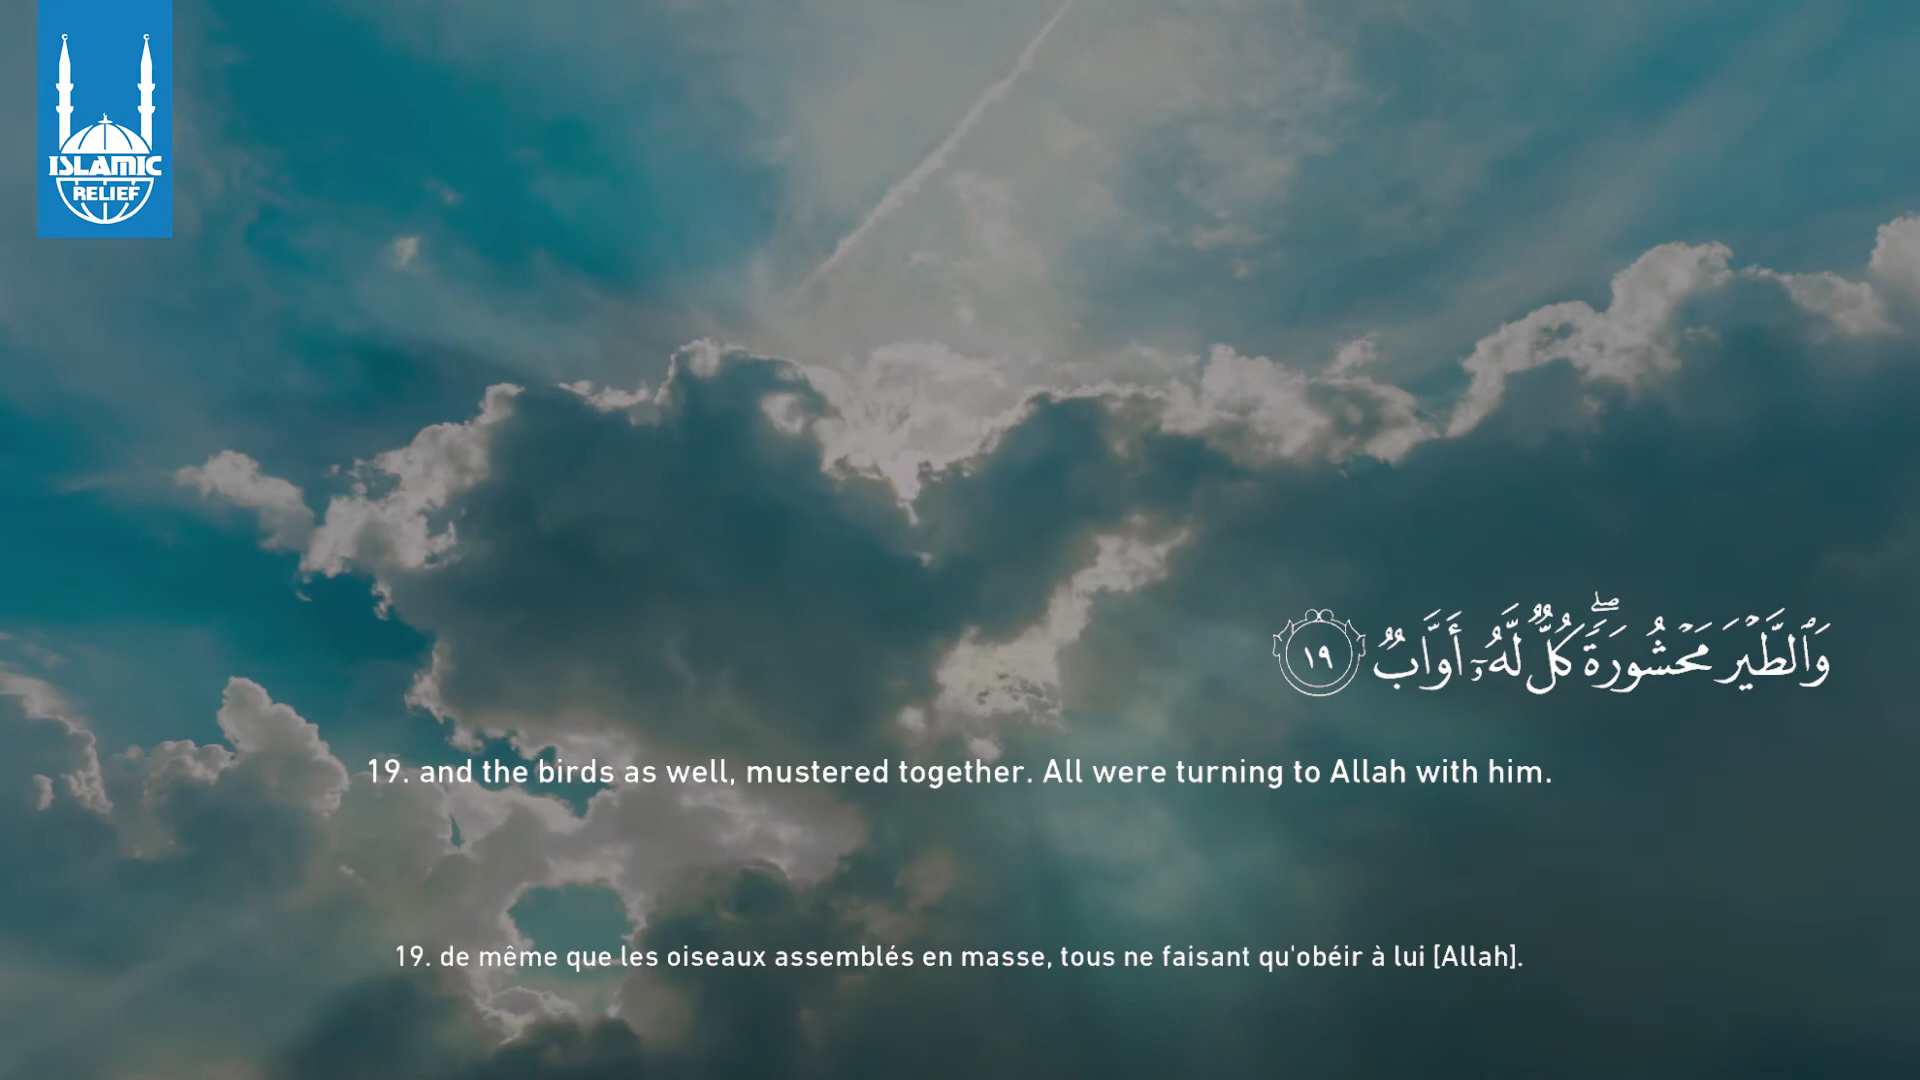 ISLAMIC
RELIEF
وَٱلطَّيْرَ مَحْشُورَةً ۖ كُلٌّ لَّهُۥٓ أَوَّابٌ ١٩
19. and the birds as well, mustered together. All were turning to Allah with him.
19. de même que les oiseaux assemblés en masse, tous ne faisant qu'obéir à lui [Allah].